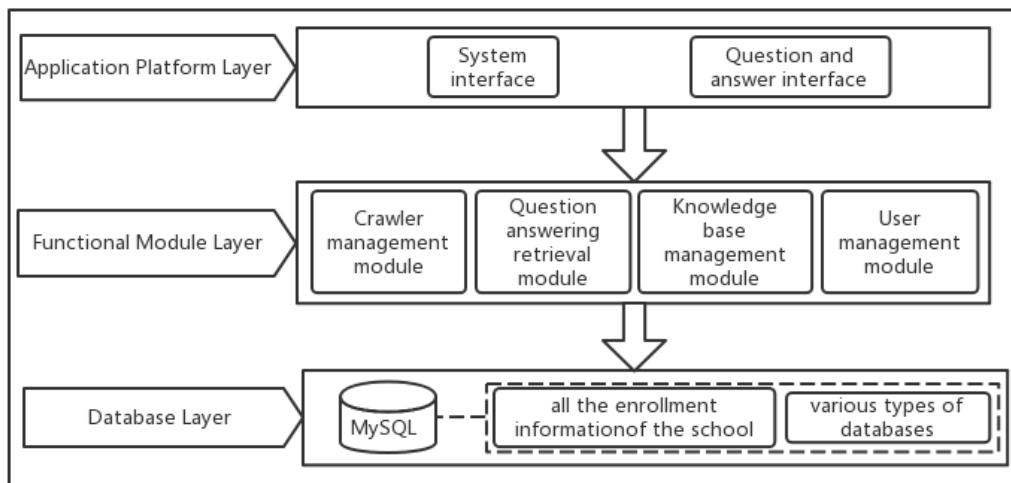 Application Platform Layer
System
interface
Question and
answer interface
Functional Module Layer
Crawler
management
module
Question
answering
retrieval
module
Knowledge
base
management
module
User
management
module
Database Layer
MySQL
all the enrollment
informationof the school
various types of
databases